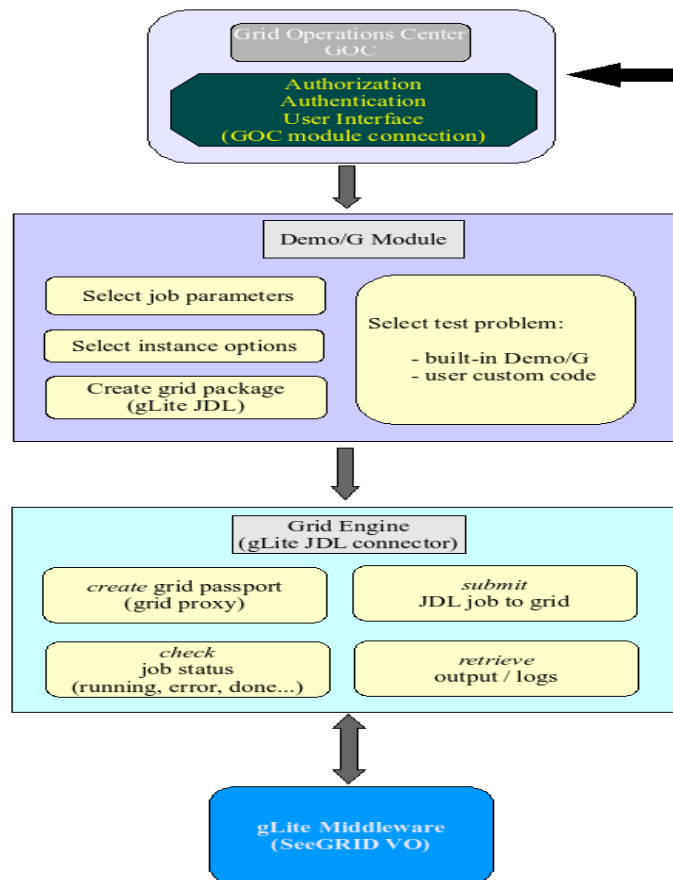 Grid Operations Center
GOC
Authorization
Authentication
User Interface
(GOC module connection)
Demo/G Module
Select job parameters
Select instance options
Create grid package
(gLite JDL)
Select test problem:
- built-in Demo/G
- user custom code
Grid Engine
(gLite JDL connector)
create grid passport
(grid proxy)
submit
JDL job to grid
check
job status
(running, error, done...)
retrieve
output / logs
gLite Middleware
(SeeGRID VO)